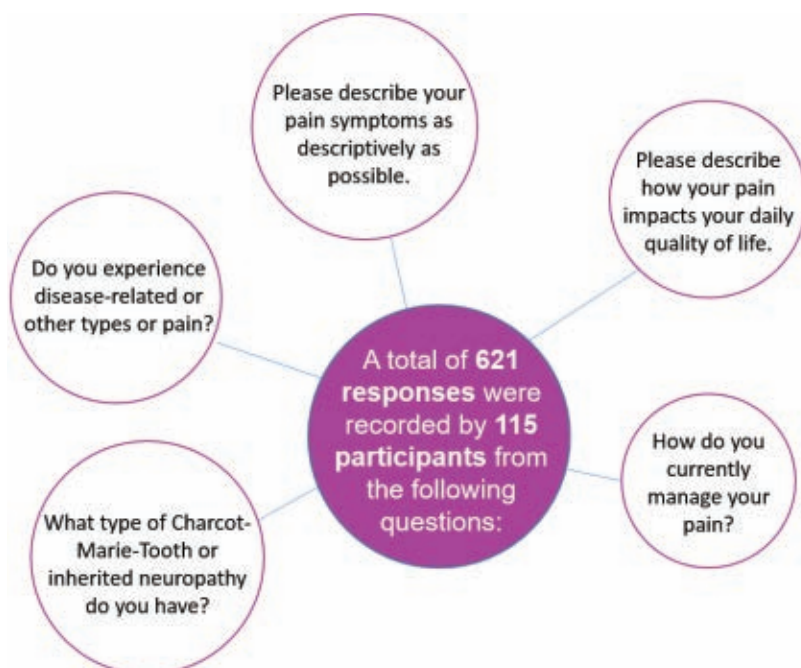 Please describe your
pain symptoms as
descriptively as
possible.
Please describe
how your pain
impacts your daily
quality of life.
Do you experience
disease-related or
other types or pain?
A total of 621
responses were
recorded by 115
participants from
the following
questions:
How do you
currently
manage your
pain?
What type of Charcot-
Marie-Tooth or
inherited neuropathy
do you have?